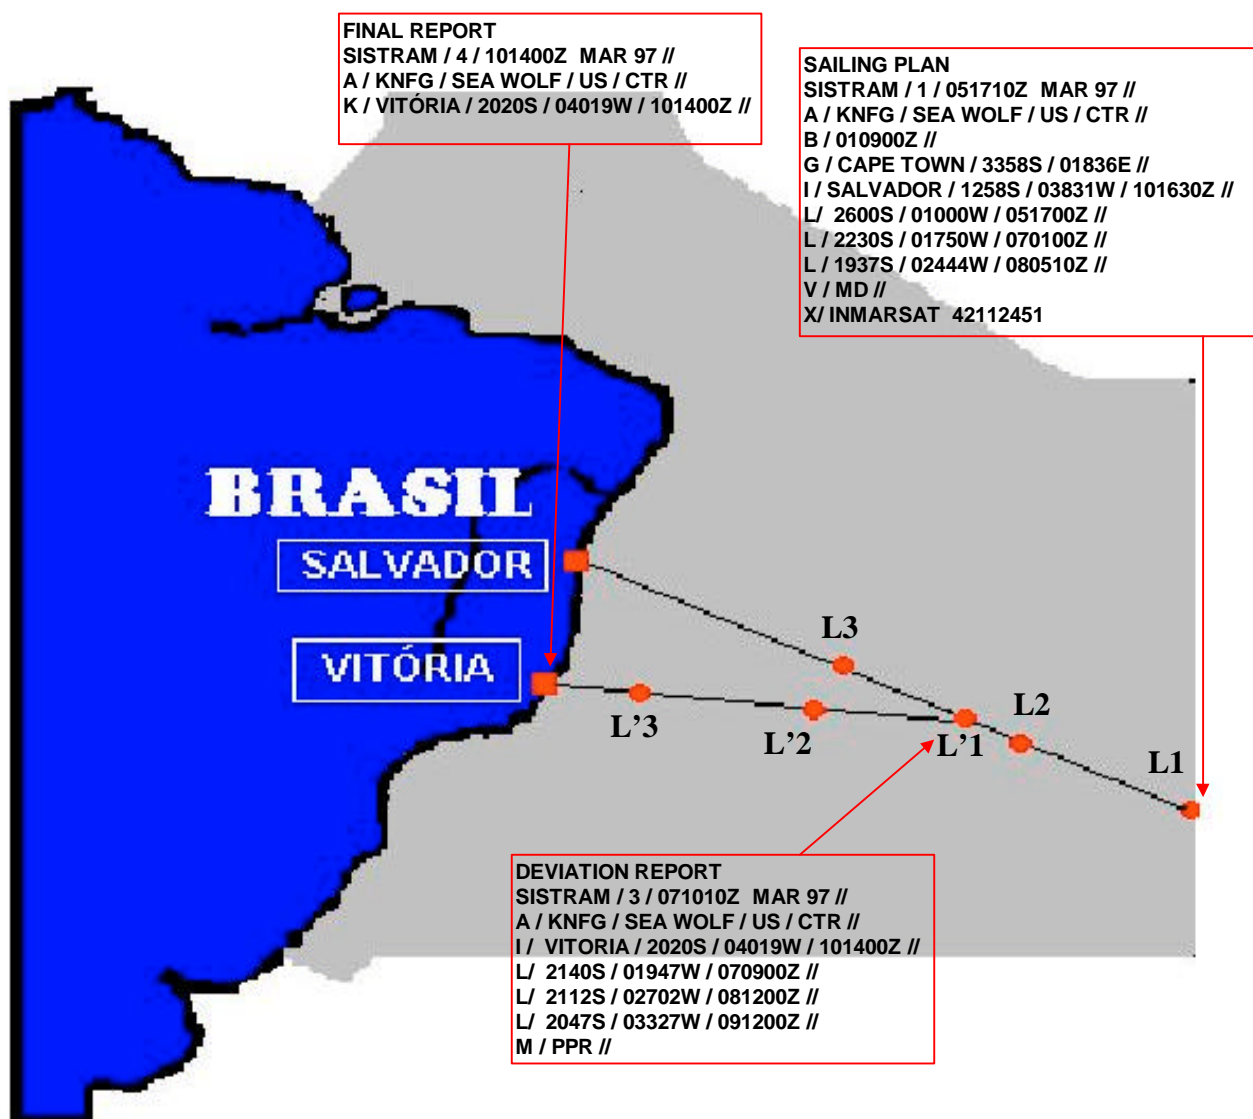 FINAL REPORT
SISTRAM / 4 / 101400Z MAR 97 //
A / KNFG / SEA WOLF / US / CTR //
K / VITÓRIA / 2020S / 04019W / 101400Z //
SAILING PLAN
SISTRAM / 1 / 051710Z MAR 97 //
A / KNFG / SEA WOLF / US / CTR //
B / 010900Z //
G / CAPE TOWN / 3358S / 01836E //
I / SALVADOR / 1258S / 03831W / 101630Z //
L/ 2600S / 01000W / 051700Z //
L / 2230S / 01750W / 070100Z //
L / 1937S / 02444W / 080510Z //
V / MD //
X/ INMARSAT 42112451
BRASIL
SALVADOR
VITÓRIA
L3
L2
L'3
L'2
L'1
L1
DEVIATION REPORT
SISTRAM / 3 / 071010Z MAR 97 //
A / KNFG / SEA WOLF / US / CTR //
I / VITORIA / 2020S / 04019W / 101400Z //
L/ 2140S / 01947W / 070900Z //
L/ 2112S / 02702W / 081200Z //
L/ 2047S / 03327W / 091200Z //
M / PPR //